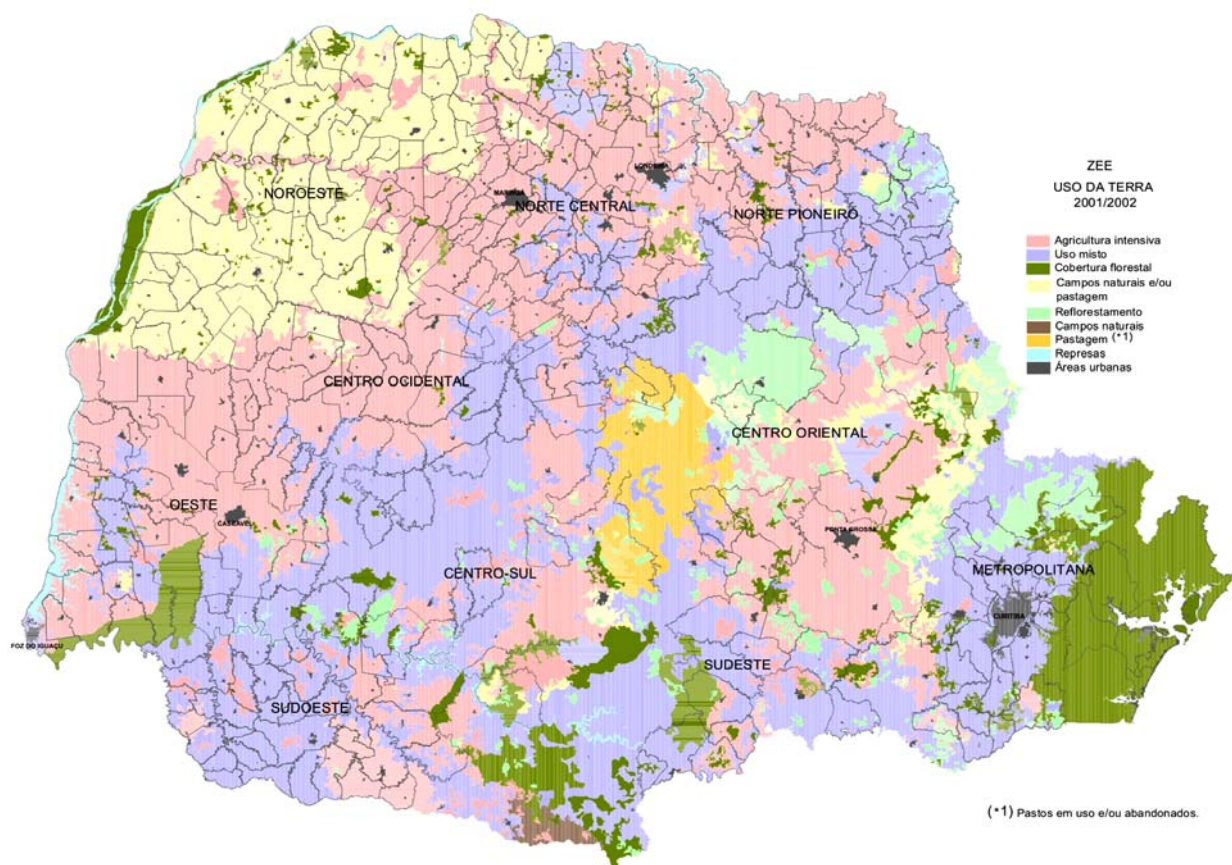 ZEE
USO DA TERRA
2001/2002
Agricultura intensiva
Uso misto
Cobertura florestal
Campos naturais e/ou
pastagem
Reflorestamento
Campos naturais
Pastagem (*1)
Represas
Áreas urbanas
NOROESTE
MARINGÁ
LONDRINA
NORTE CENTRAL
NORTE PIONEIRO
CENTRO OCIDENTAL
CENTRO ORIENTAL
OESTE
CASCAVEL
PONTA GROSSA
CENTRO-SUL
METROPOLITANA
CURITIBA
FOZ DO IGUAÇU
SUDESTE
SUDOESTE
(*1) Pastos em uso e/ou abandonados.